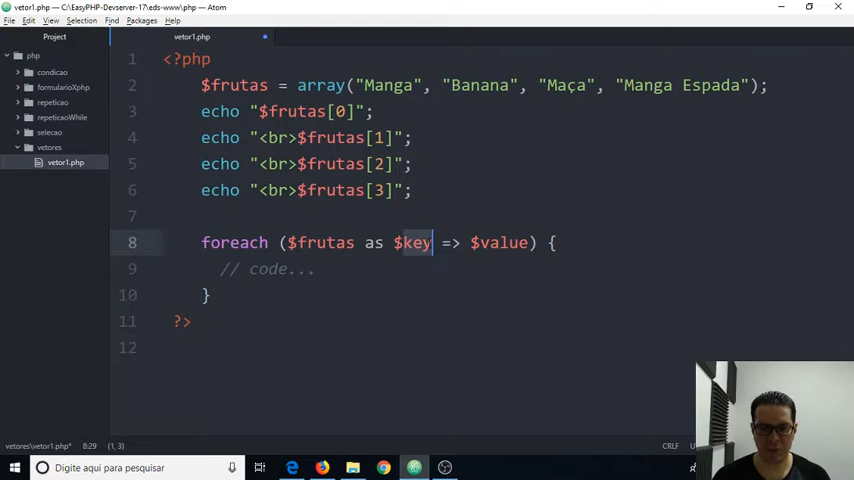 vetor1.php — C:\EasyPHP-Devserver-17\eds-www\php — Atom
File Edit View Selection Find Packages Help
Project
vetor1.php
php
condicao
formularioXphp
repeticao
repeticaoWhile
selecao
vetores
vetor1.php
1 <?php
2 $frutas = array("Manga", "Banana", "Maça", "Manga Espada");
3 echo "$frutas[0]";
4 echo "<br>$frutas[1]";
5 echo "<br>$frutas[2]";
6 echo "<br>$frutas[3]";
7
8 foreach ($frutas as $key => $value) {
9 // code...
10 }
11 ?>
12
vetores\vetor1.php* 8:29 (1, 3) CRLF
Digite aqui para pesquisar